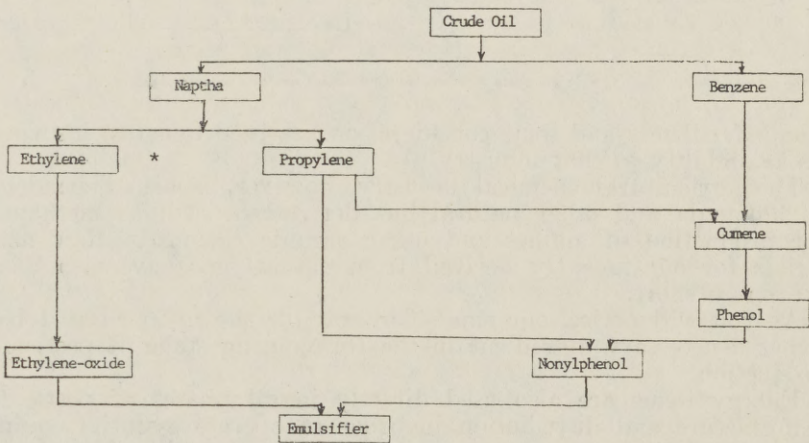 Crude Oil
Naptha
Benzene
Ethylene
*
Propylene
Cumene
Phenol
Ethylene-oxide
Nonylphenol
Emulsifier